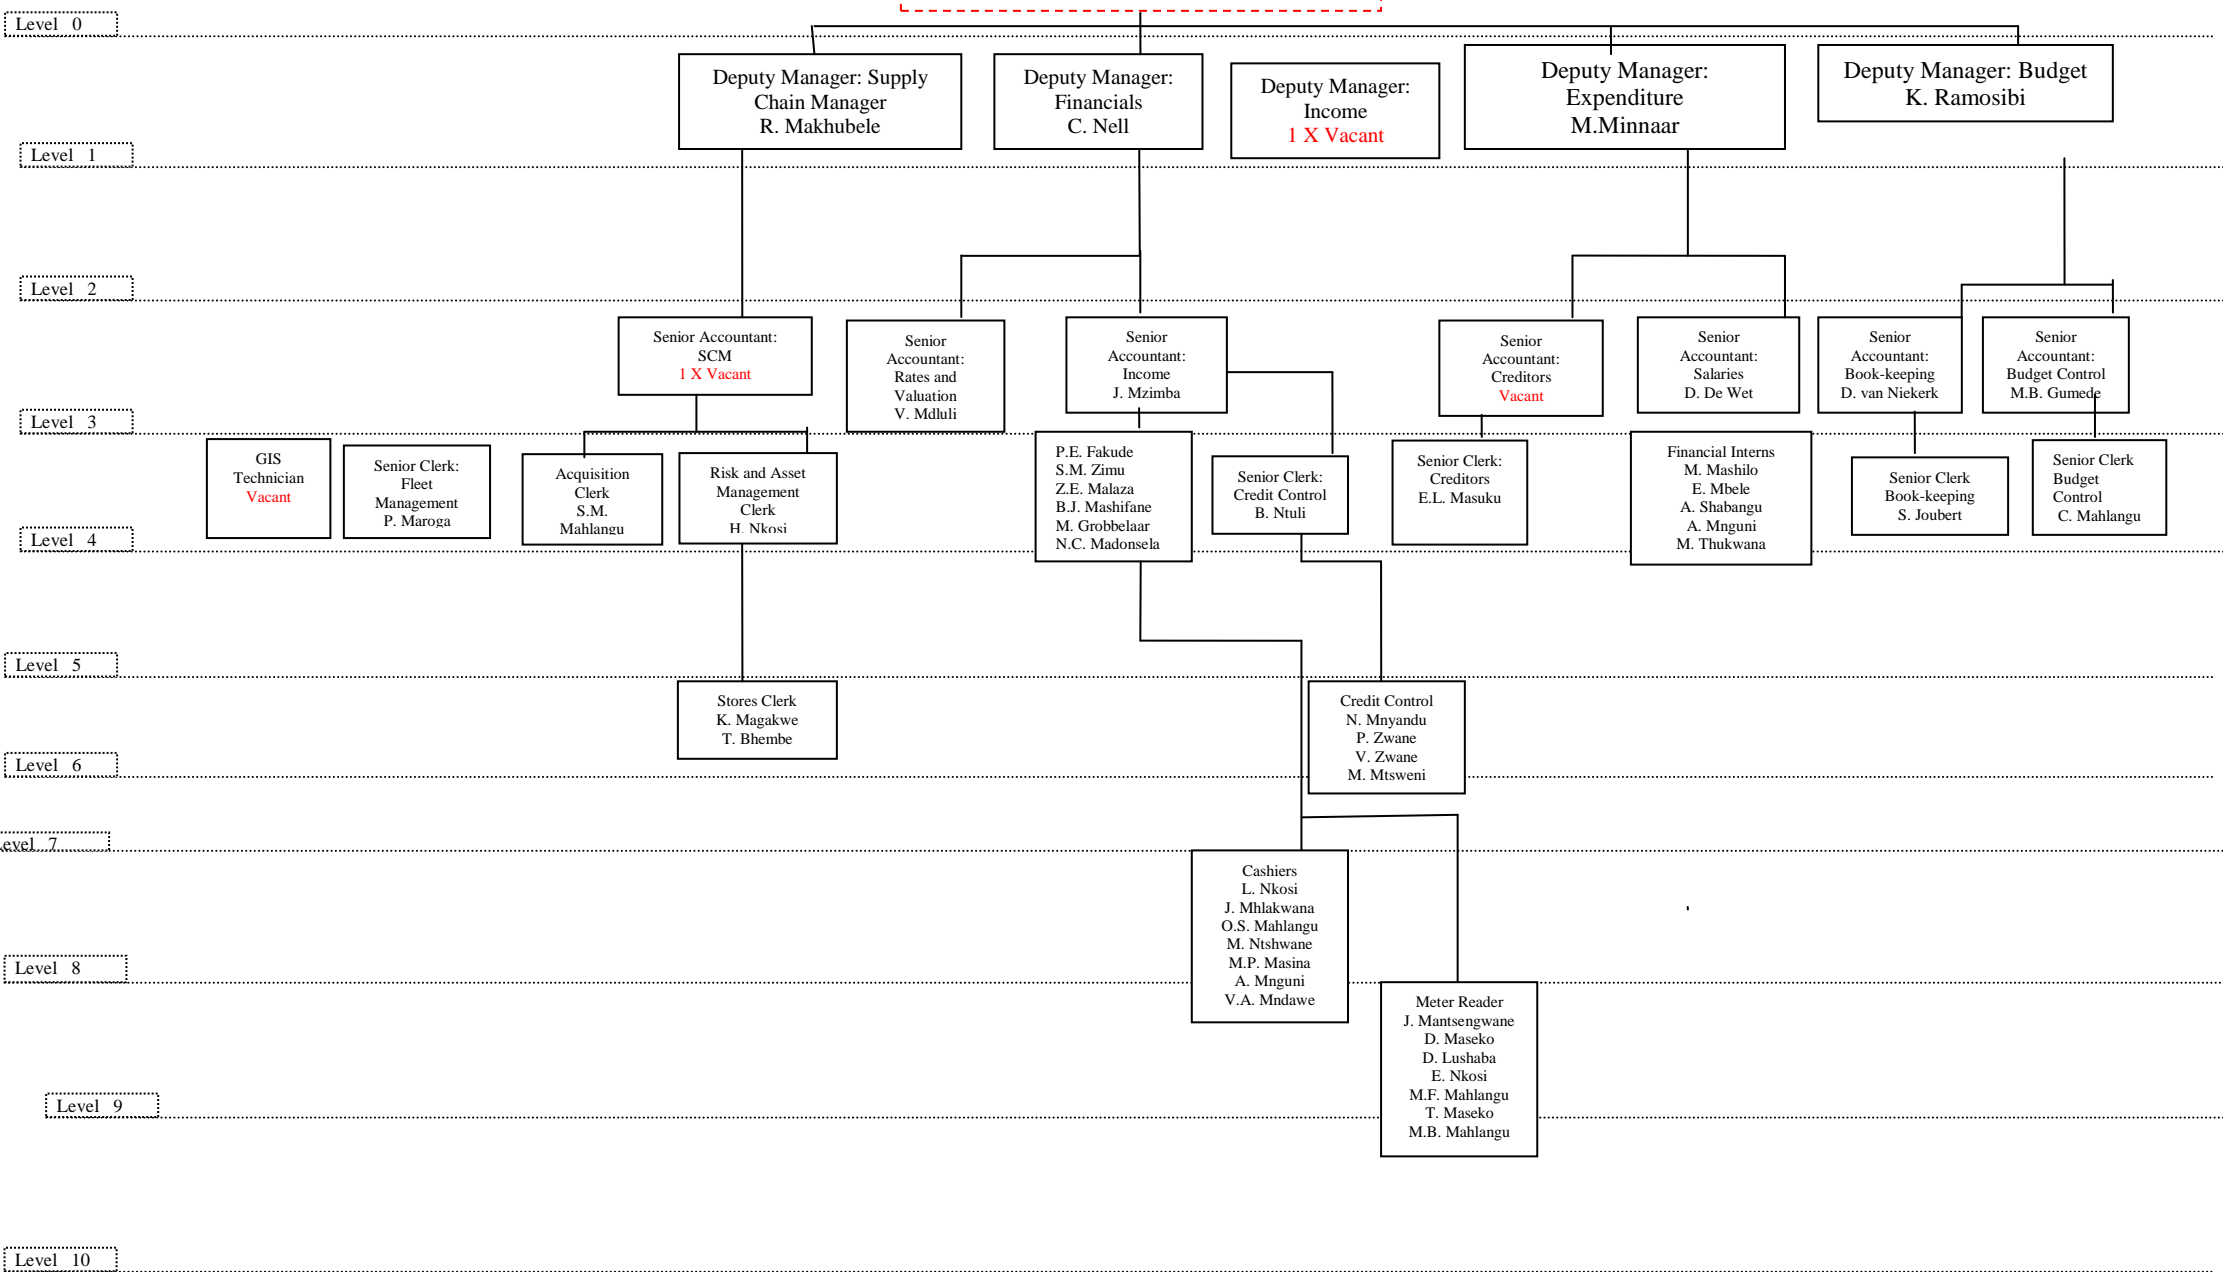 Level 0
Deputy Manager: Supply
Chain Manager
R. Makhubele
Deputy Manager:
Financials
C. Nell
Deputy Manager:
Income
1 X Vacant
Deputy Manager:
Expenditure
M.Minnaar
Deputy Manager: Budget
K. Ramosibi
Level 1
Level 2
Senior Accountant:
SCM
1 X Vacant
Senior
Accountant:
Rates and
Valuation
V. Mdluli
Senior
Accountant:
Income
J. Mzimba
Senior
Accountant:
Creditors
Vacant
Senior
Accountant:
Salaries
D. De Wet
Senior
Accountant:
Book-keeping
D. van Niekerk
Senior
Accountant:
Budget Control
M.B. Gumede
Level 3
GIS
Technician
Vacant
Senior Clerk:
Fleet
Management
P. Maroga
Acquisition
Clerk
S.M.
Mahlangu
Risk and Asset
Management
Clerk
H. Nkosi
P.E. Fakude
S.M. Zimu
Z.E. Malaza
B.J. Mashifane
M. Grobbelaar
N.C. Madonsela
Senior Clerk:
Credit Control
B. Ntuli
Senior Clerk:
Creditors
E.L. Masuku
Financial Interns
M. Mashilo
E. Mbele
A. Shabangu
A. Mnguni
M. Thukwana
Senior Clerk
Book-keeping
S. Joubert
Senior Clerk
Budget
Control
C. Mahlangu
Level 4
Level 5
Stores Clerk
K. Magakwe
T. Bhembe
Credit Control
N. Mnyandu
P. Zwane
V. Zwane
M. Mtsweni
Level 6
evel 7
Cashiers
L. Nkosi
J. Mhlakwana
O.S. Mahlangu
M. Ntshwane
M.P. Masina
A. Mnguni
V.A. Mndawe
Level 8
Meter Reader
J. Mantsengwane
D. Maseko
D. Lushaba
E. Nkosi
M.F. Mahlangu
T. Maseko
M.B. Mahlangu
Level 9
Level 10